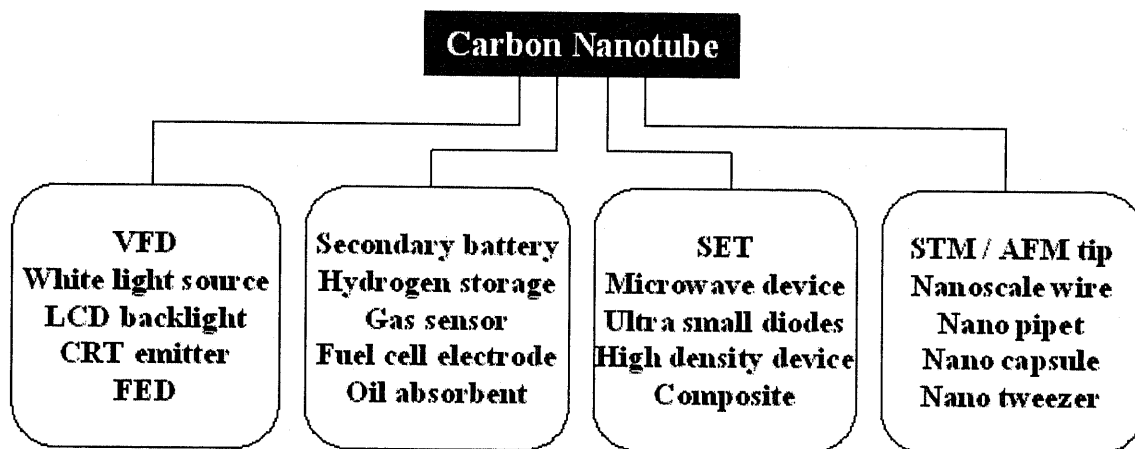 Carbon Nanotube
VFD
White light source
LCD backlight
CRT emitter
FED
Secondary battery
Hydrogen storage
Gas sensor
Fuel cell electrode
Oil absorbent
SET
Microwave device
Ultra small diodes
High density device
Composite
STM / AFM tip
Nanoscale wire
Nano pipet
Nano capsule
Nano tweezer